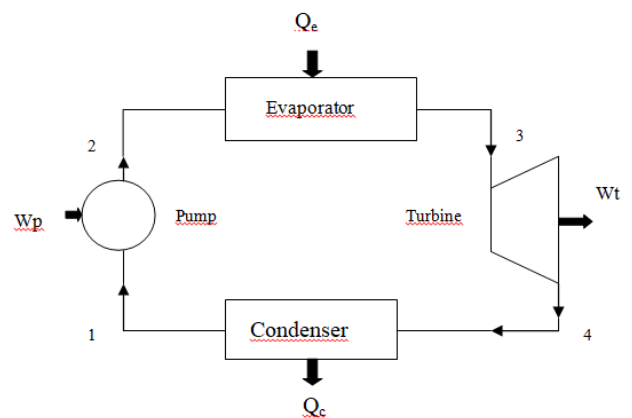 Qe
Evaporator
2
3
Wp
Pump
Turbine
Wt
1
Condenser
4
Qc